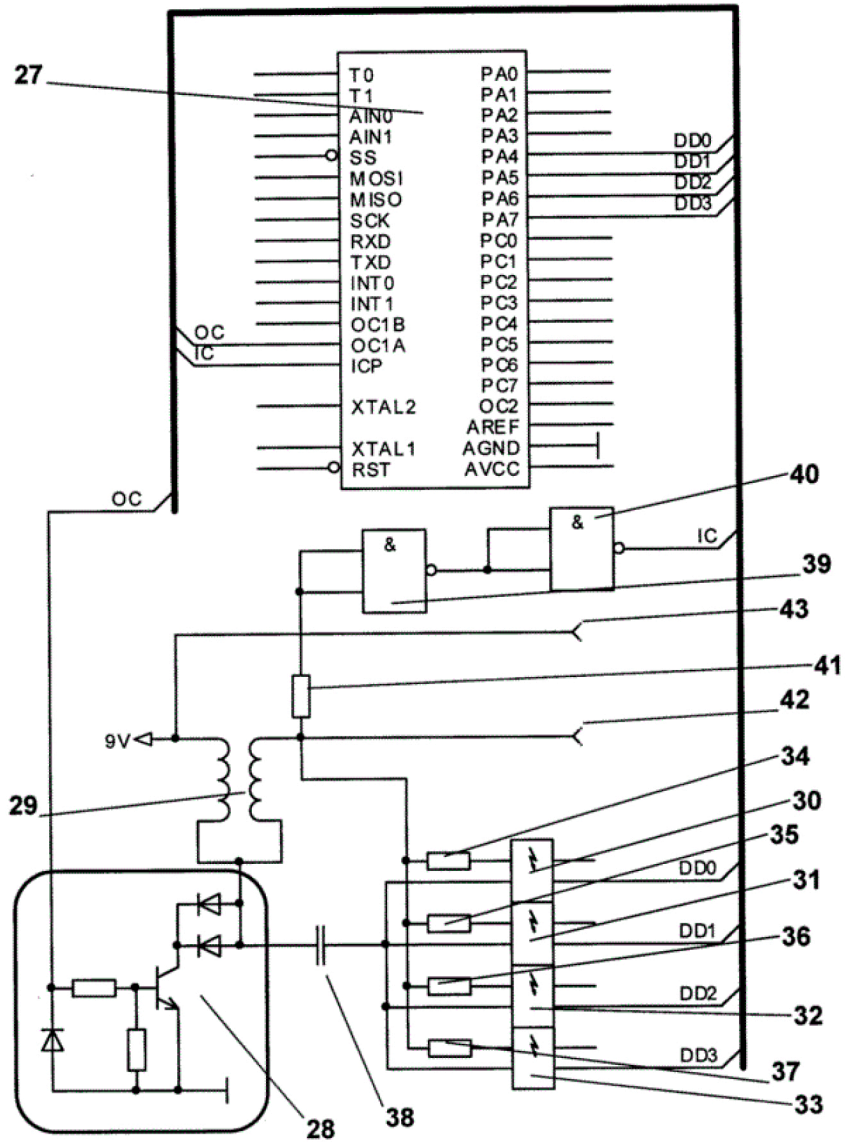 27
T0 PA0
T1 PA1
AIN0 PA2
AIN1 PA3
SS PA4 DD0
MOSI PA5 DD1
MISO PA6 DD2
SCK PA7 DD3
RXD PC0
TXD PC1
INT0 PC2
INT1 PC3
OC1B PC4
OC OC1A PC5
IC ICP PC6
PC7
XTAL2 OC2
AREF
XTAL1 AGND
RST AVCC
OC
40
& & IC
39
43
41
42
9V
34
29
30
35
DD0
31
DD1
36
DD2
32
DD3
37
33
28
38